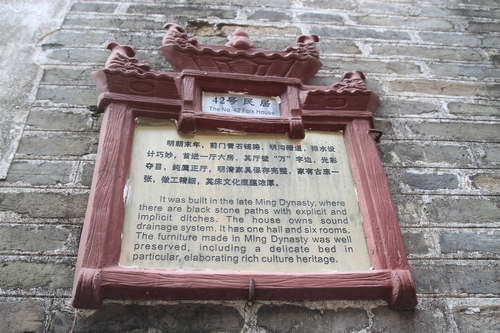 42号民居
The No. 42 Folk House
明朝末年，前门青石铺路，明沟暗道，排水设
计巧妙，首进一厅六房，其厅壁“万”字边，光彩
夺目，纯属正厅，明清家具保存完整，家有古床一
张，做工精细，其床文化底蕴浓厚。
It was built in the late Ming Dynasty, where
there are black stone paths with explicit and
implicit ditches. The house owns sound
drainage system. It has one hall and six rooms.
The furniture made in Ming Dynasty was well
preserved, including a delicate bed in
particular, elaborating rich culture heritage.